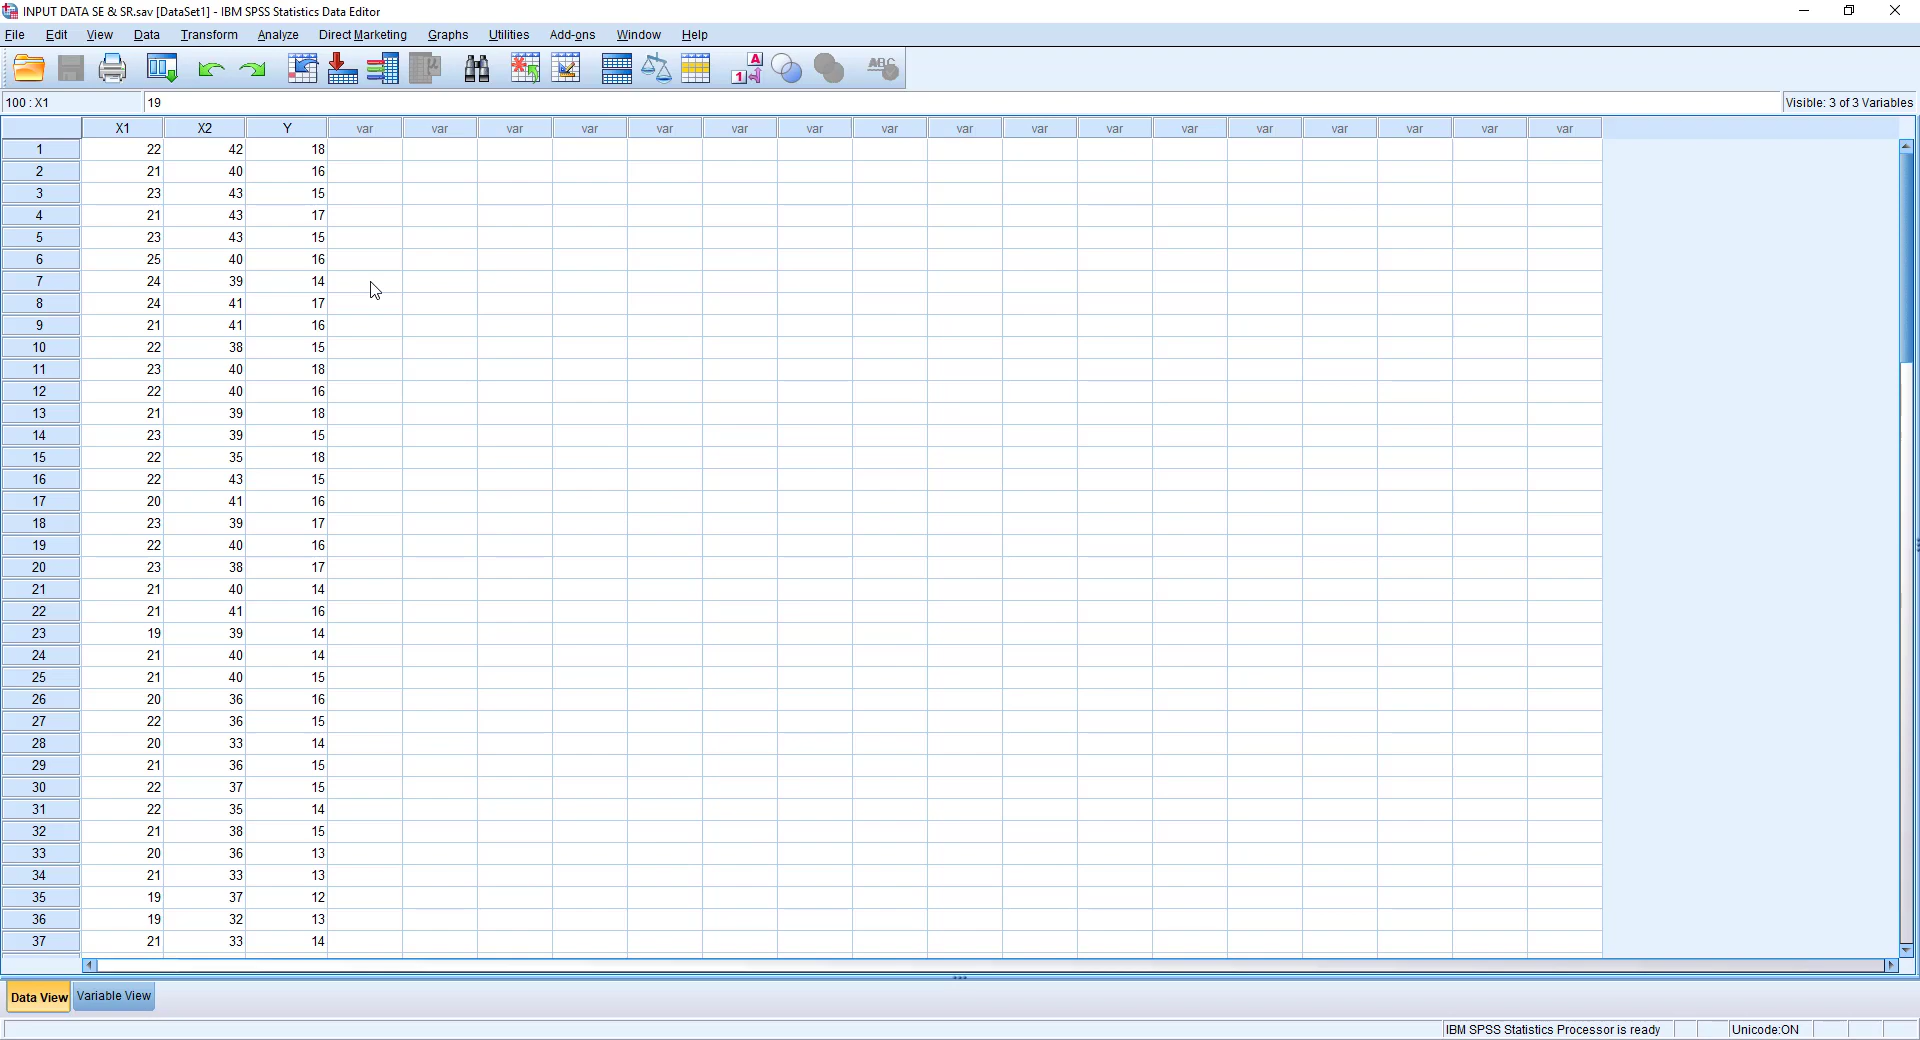 INPUT DATA SE & SR.sav [DataSet1] - IBM SPSS Statistics Data Editor
File Edit View Data Transform Analyze Direct Marketing Graphs Utilities Add-ons Window Help
A
1
ABC
100 : X1 19 Visible: 3 of 3 Variables
X1 X2 Y var var var var var var var var var var var var var var var var var
1 22 42 18
2 21 40 16
3 23 43 15
4 21 43 17
5 23 43 15
6 25 40 16
7 24 39 14
8 24 41 17
9 21 41 16
10 22 38 15
11 23 40 18
12 22 40 16
13 21 39 18
14 23 39 15
15 22 35 18
16 22 43 15
17 20 41 16
18 23 39 17
19 22 40 16
20 23 38 17
21 21 40 14
22 21 41 16
23 19 39 14
24 21 40 14
25 21 40 15
26 20 36 16
27 22 36 15
28 20 33 14
29 21 36 15
30 22 37 15
31 22 35 14
32 21 38 15
33 20 36 13
34 21 33 13
35 19 37 12
36 19 32 13
37 21 33 14
Data View Variable View
IBM SPSS Statistics Processor is ready Unicode:ON